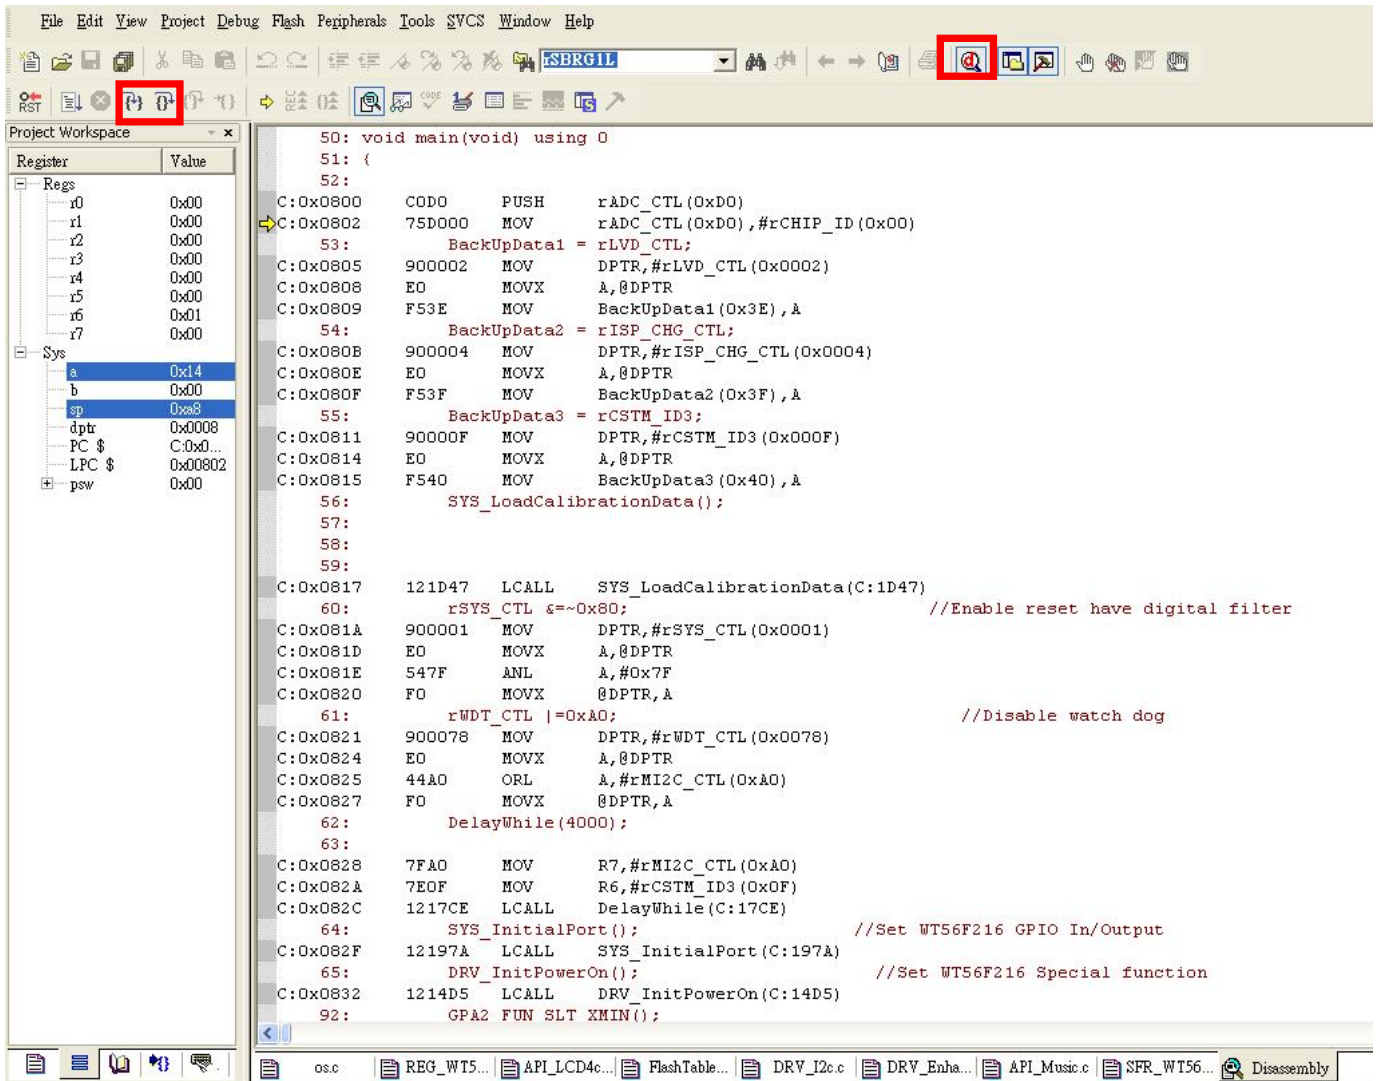 File Edit View Project Debug Flash Peripherals Tools SVCS Window Help
rSBRG1L
RST
CODE
Project Workspace
Register Value
Regs
r0 0x00
r1 0x00
r2 0x00
r3 0x00
r4 0x00
r5 0x00
r6 0x01
r7 0x00
Sys
a 0x14
b 0x00
sp 0xa8
dptr 0x0008
PC $ C:0x0...
LPC $ 0x00802
psw 0x00
50: void main(void) using 0
51: {
52:
C:0x0800 C0D0 PUSH rADC_CTL(0xD0)
C:0x0802 75D000 MOV rADC_CTL(0xD0),#rCHIP_ID(0x00)
53: BackUpData1 = rLVD_CTL;
C:0x0805 900002 MOV DPTR,#rLVD_CTL(0x0002)
C:0x0808 E0 MOVX A,@DPTR
C:0x0809 F53E MOV BackUpData1(0x3E),A
54: BackUpData2 = rISP_CHG_CTL;
C:0x080B 900004 MOV DPTR,#rISP_CHG_CTL(0x0004)
C:0x080E E0 MOVX A,@DPTR
C:0x080F F53F MOV BackUpData2(0x3F),A
55: BackUpData3 = rCSTM_ID3;
C:0x0811 90000F MOV DPTR,#rCSTM_ID3(0x000F)
C:0x0814 E0 MOVX A,@DPTR
C:0x0815 F540 MOV BackUpData3(0x40),A
56: SYS_LoadCalibrationData();
57:
58:
59:
C:0x0817 121D47 LCALL SYS_LoadCalibrationData(C:1D47)
60: rSYS_CTL &=~0x80; //Enable reset have digital filter
C:0x081A 900001 MOV DPTR,#rSYS_CTL(0x0001)
C:0x081D E0 MOVX A,@DPTR
C:0x081E 547F ANL A,#0x7F
C:0x0820 F0 MOVX @DPTR,A
61: rWDT_CTL |=0xA0; //Disable watch dog
C:0x0821 900078 MOV DPTR,#rWDT_CTL(0x0078)
C:0x0824 E0 MOVX A,@DPTR
C:0x0825 44A0 ORL A,#rMI2C_CTL(0xA0)
C:0x0827 F0 MOVX @DPTR,A
62: DelayWhile(4000);
63:
C:0x0828 7FA0 MOV R7,#rMI2C_CTL(0xA0)
C:0x082A 7E0F MOV R6,#rCSTM_ID3(0x0F)
C:0x082C 1217CE LCALL DelayWhile(C:17CE)
64: SYS_InitialPort(); //Set WT56F216 GPIO In/Output
C:0x082F 12197A LCALL SYS_InitialPort(C:197A)
65: DRV_InitPowerOn(); //Set WT56F216 Special function
C:0x0832 1214D5 LCALL DRV_InitPowerOn(C:14D5)
92: GPA2_FUN_SLT_XMIN();
os.c REG_WT5... API_LCD4c... FlashTable... DRV_I2c.c DRV_Enha... API_Music.c SFR_WT56... Disassembly